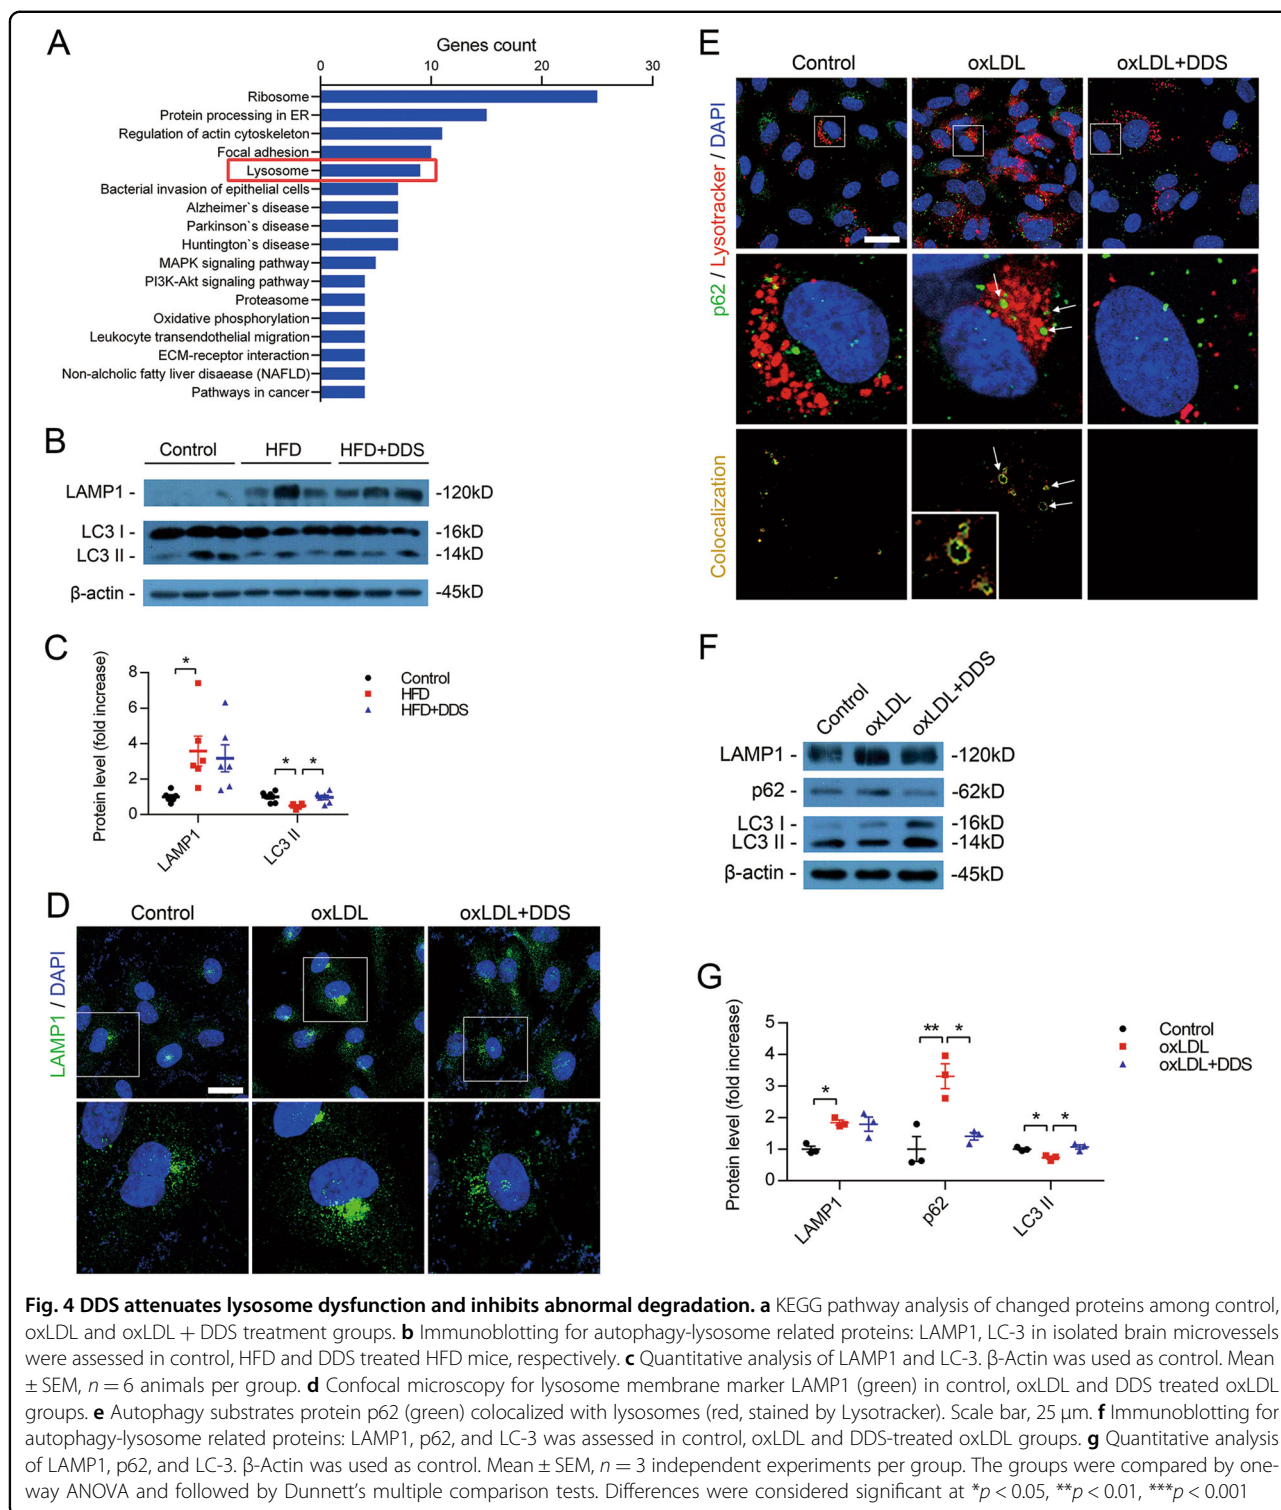 A
Genes count
0 10 20 30
Ribosome
Protein processing in ER
Regulation of actin cytoskeleton
Focal adhesion
Lysosome
Bacterial invasion of epithelial cells
Alzheimer`s disease
Parkinson`s disease
Huntington`s disease
MAPK signaling pathway
PI3K-Akt signaling pathway
Proteasome
Oxidative phosphorylation
Leukocyte transendothelial migration
ECM-receptor interaction
Non-alcholic fatty liver disaease (NAFLD)
Pathways in cancer
B
Control HFD HFD+DDS
LAMP1 - -120kD
LC3 I - -16kD
LC3 II - -14kD
β-actin - -45kD
C
Protein level (fold increase)
8
6
4
2
0
* * *
LAMP1 LC3 II
Control
HFD
HFD+DDS
D
Control oxLDL oxLDL+DDS
LAMP1 / DAPI
E
Control oxLDL oxLDL+DDS
p62 / Lysotracker / DAPI
Colocalization
F
Control oxLDL oxLDL+DDS
LAMP1 - -120kD
p62 - -62kD
LC3 I - -16kD
LC3 II - -14kD
β-actin - -45kD
G
Protein level (fold increase)
5
4
3
2
1
0
* ** * * *
LAMP1 p62 LC3 II
Control
oxLDL
oxLDL+DDS
Fig. 4 DDS attenuates lysosome dysfunction and inhibits abnormal degradation. a KEGG pathway analysis of changed proteins among control,
oxLDL and oxLDL + DDS treatment groups. b Immunoblotting for autophagy-lysosome related proteins: LAMP1, LC-3 in isolated brain microvessels
were assessed in control, HFD and DDS treated HFD mice, respectively. c Quantitative analysis of LAMP1 and LC-3. β-Actin was used as control. Mean
± SEM, n = 6 animals per group. d Confocal microscopy for lysosome membrane marker LAMP1 (green) in control, oxLDL and DDS treated oxLDL
groups. e Autophagy substrates protein p62 (green) colocalized with lysosomes (red, stained by Lysotracker). Scale bar, 25 μm. f Immunoblotting for
autophagy-lysosome related proteins: LAMP1, p62, and LC-3 was assessed in control, oxLDL and DDS-treated oxLDL groups. g Quantitative analysis
of LAMP1, p62, and LC-3. β-Actin was used as control. Mean ± SEM, n = 3 independent experiments per group. The groups were compared by one-
way ANOVA and followed by Dunnett's multiple comparison tests. Differences were considered significant at *p < 0.05, **p < 0.01, ***p < 0.001